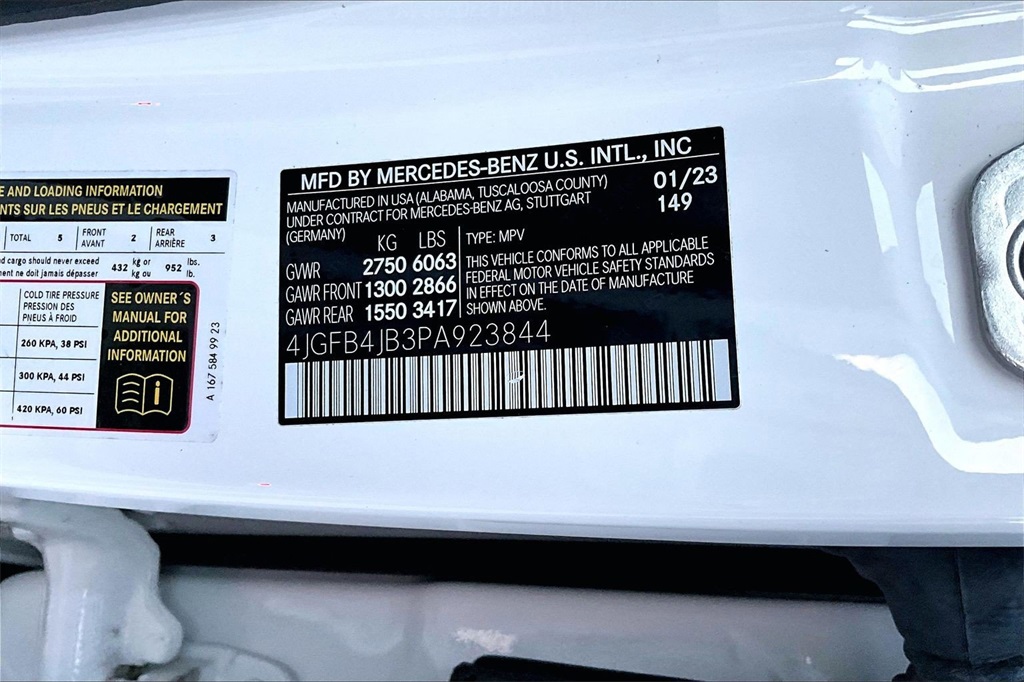 E AND LOADING INFORMATION
NTS SUR LES PNEUS ET LE CHARGEMENT
TOTAL 5 FRONT AVANT 2 REAR ARRIÈRE 3
d cargo should never exceed 432 kg or 952 lbs.
ment ne doit jamais dépasser kg ou lb.
COLD TIRE PRESSURE
PRESSION DES
PNEUS À FROID
260 KPA, 38 PSI
300 KPA, 44 PSI
420 KPA, 60 PSI
SEE OWNER´S
MANUAL FOR
ADDITIONAL
INFORMATION
A 167 584 99 23
MFD BY MERCEDES-BENZ U.S. INTL., INC
MANUFACTURED IN USA (ALABAMA, TUSCALOOSA COUNTY)
UNDER CONTRACT FOR MERCEDES-BENZ AG, STUTTGART
(GERMANY)
01/23
149
KG LBS
GVWR 2750 6063
GAWR FRONT 1300 2866
GAWR REAR 1550 3417
TYPE: MPV
THIS VEHICLE CONFORMS TO ALL APPLICABLE
FEDERAL MOTOR VEHICLE SAFETY STANDARDS
IN EFFECT ON THE DATE OF MANUFACTURE
SHOWN ABOVE.
4JGFB4JB3PA923844